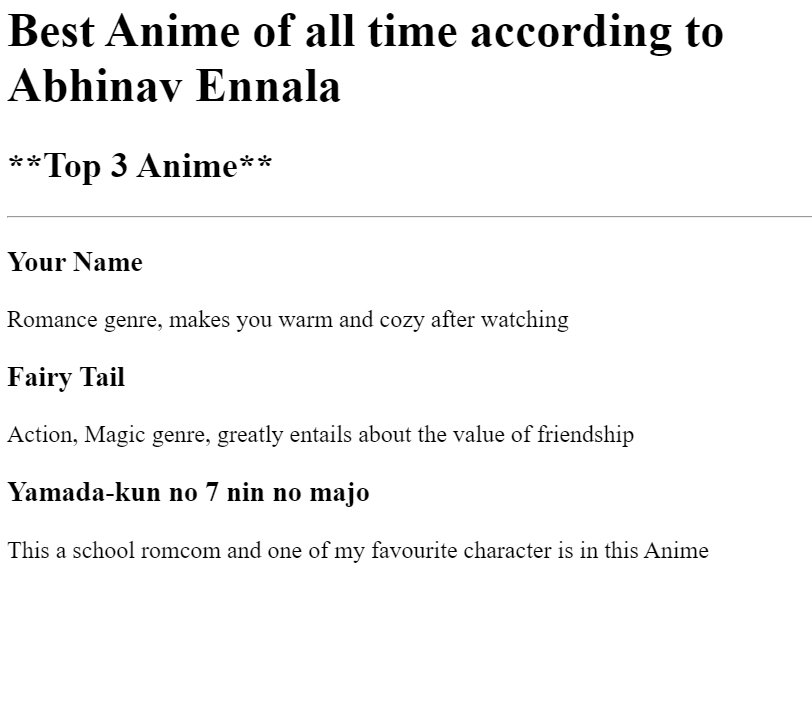 Best Anime of all time according to
Abhinav Ennala
**Top 3 Anime**
Your Name
Romance genre, makes you warm and cozy after watching
Fairy Tail
Action, Magic genre, greatly entails about the value of friendship
Yamada-kun no 7 nin no majo
This a school romcom and one of my favourite character is in this Anime